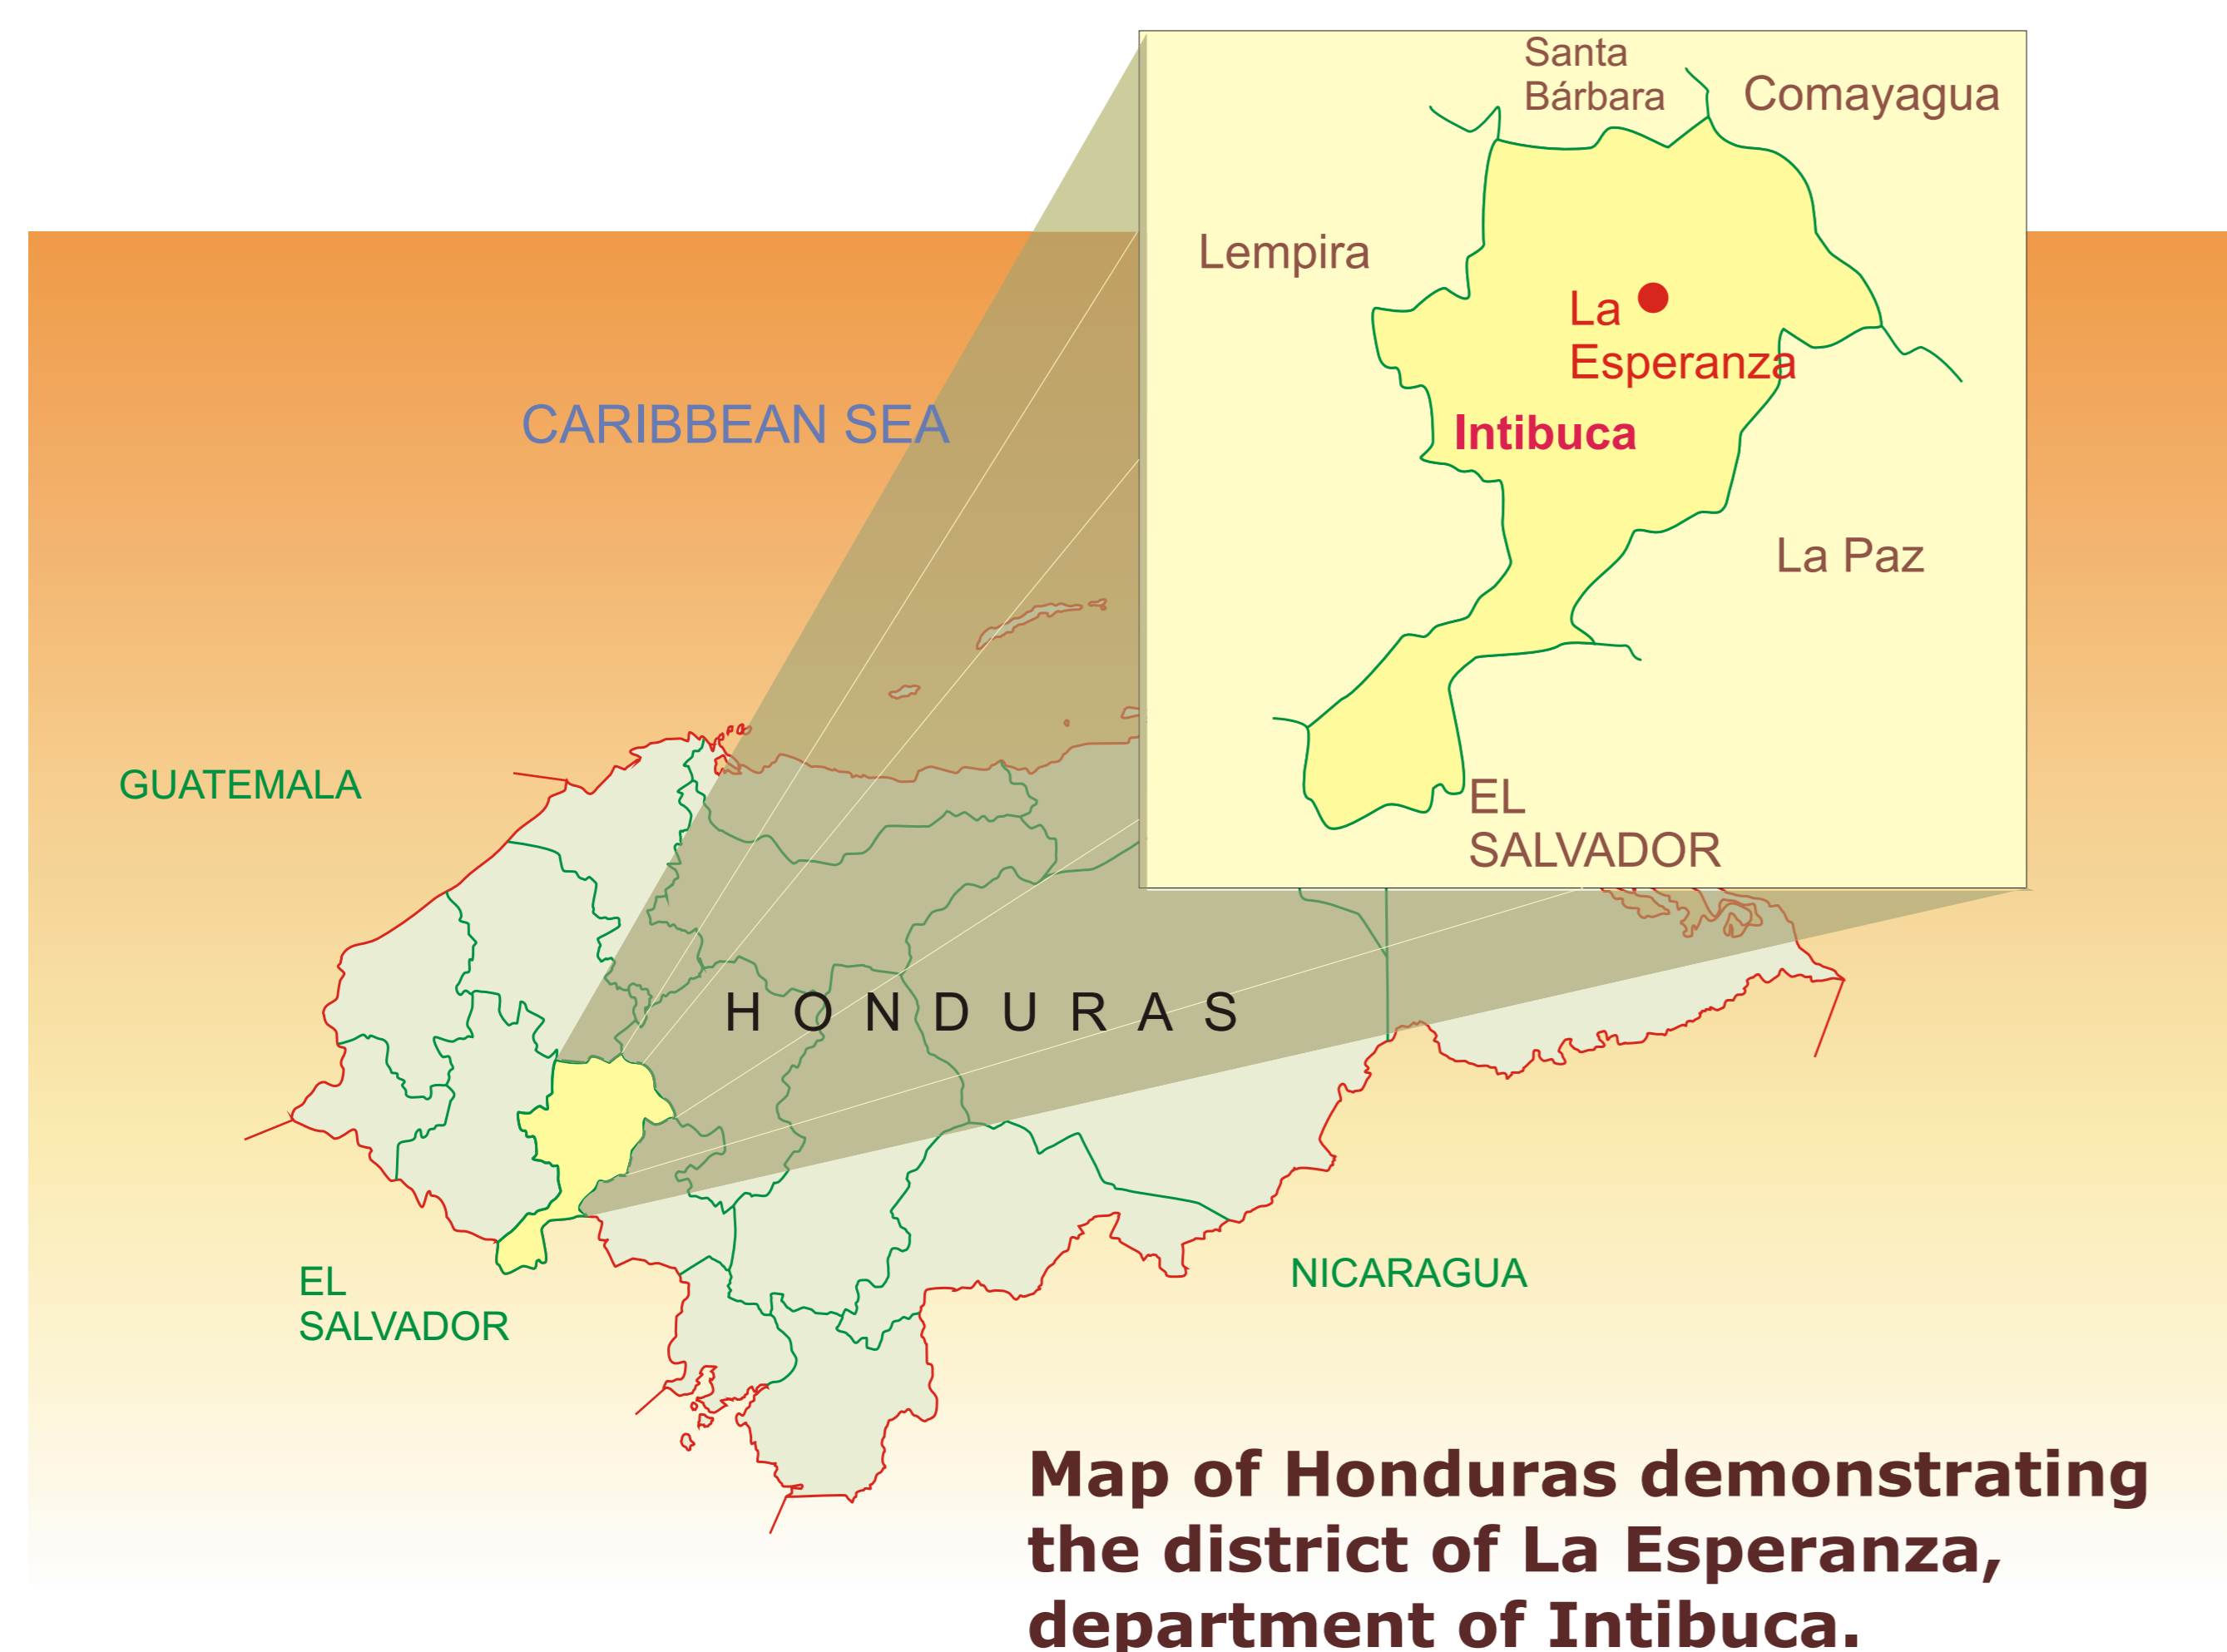 Santa
Bárbara
Comayagua
Lempira
La
Esperanza
Intibuca
La Paz
EL
SALVADOR
CARIBBEAN SEA
GUATEMALA
H O N D U R A S
EL
SALVADOR
NICARAGUA
Map of Honduras demonstrating
the district of La Esperanza,
department of Intibuca.